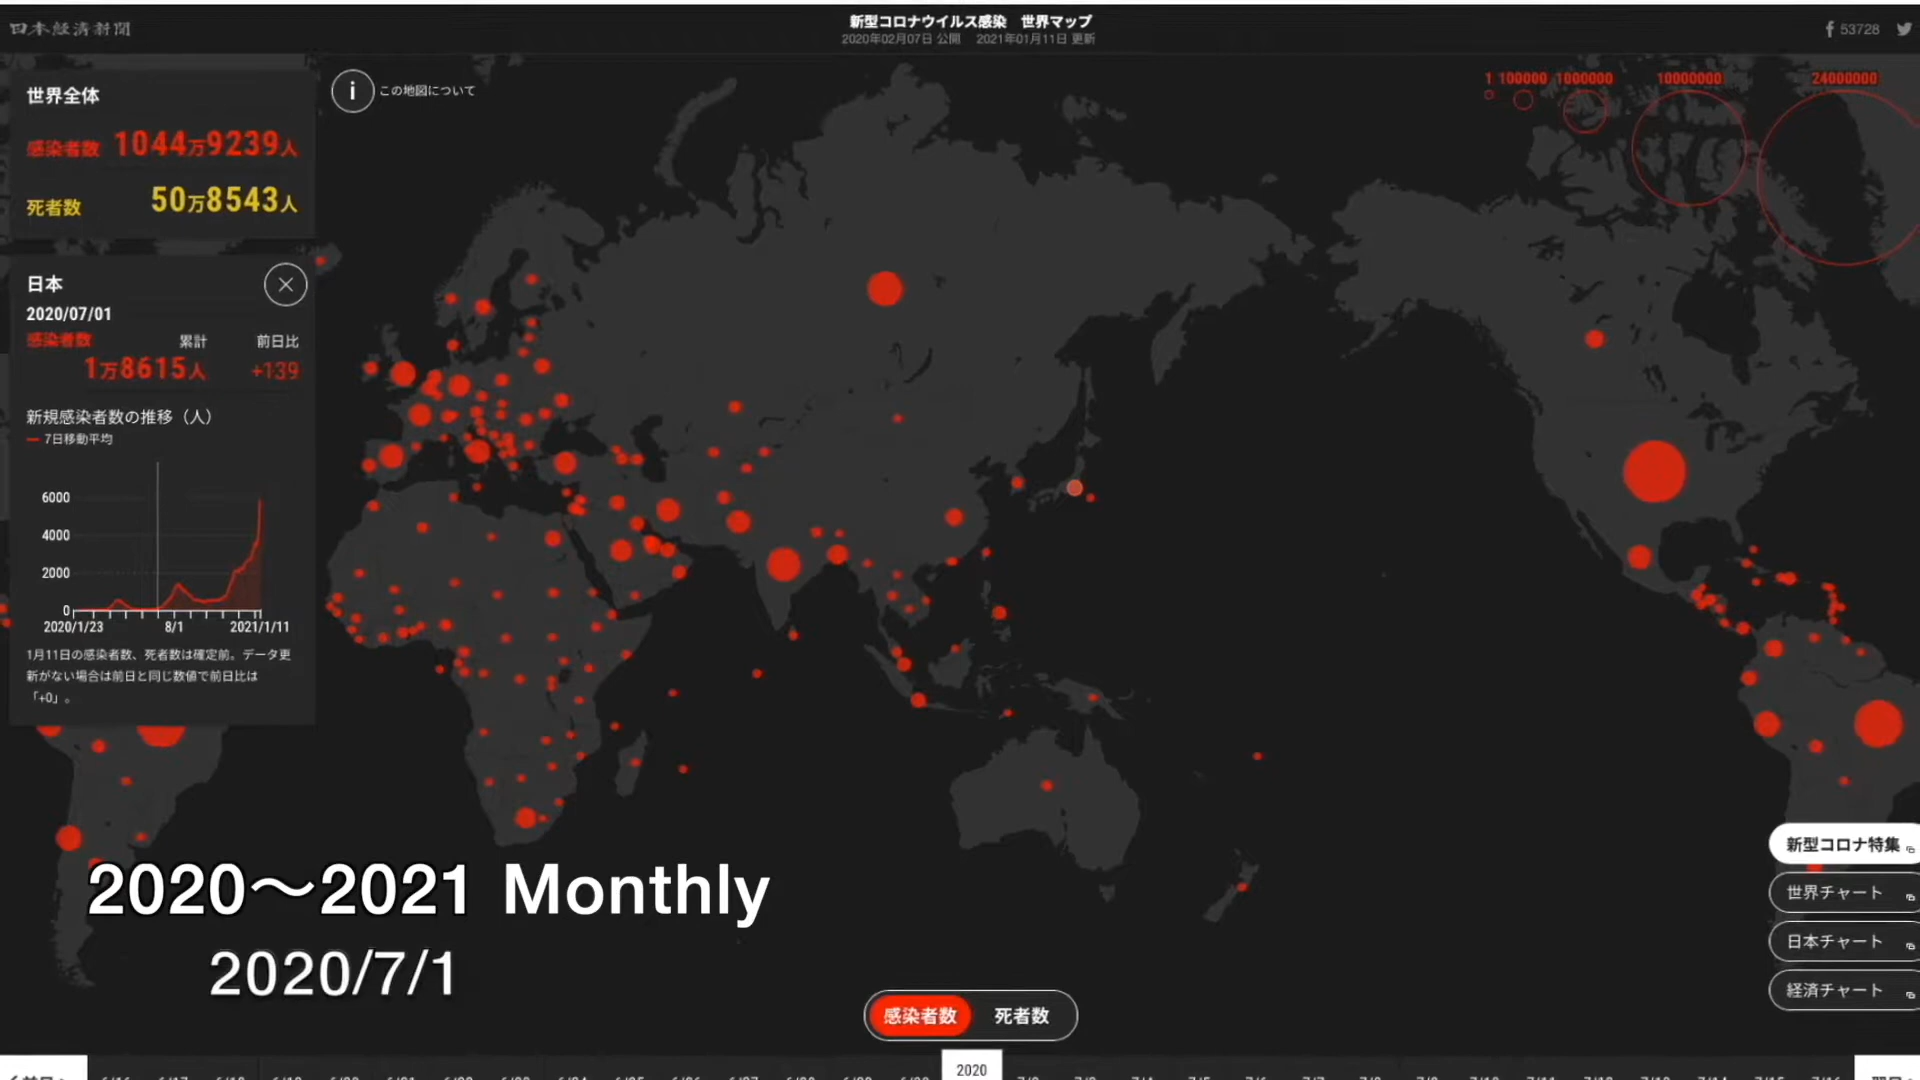 日本経済新聞
新型コロナウイルス感染 世界マップ
2020年02月07日 公開 2021年01月11日 更新
53728
世界全体
感染者数 1044万9239人
死者数 50万8543人
i この地図について
1 100000 1000000 10000000 24000000
日本
2020/07/01
感染者数 累計 前日比
1万8615人 +139
新規感染者数の推移（人）
7日移動平均
6000
4000
2000
0
2020/1/23 8/1 2021/1/11
1月11日の感染者数、死者数は確定前。データ更
新がない場合は前日と同じ数値で前日比は
「+0」。
2020～2021 Monthly
2020/7/1
新型コロナ特集
世界チャート
日本チャート
経済チャート
感染者数 死者数
2020